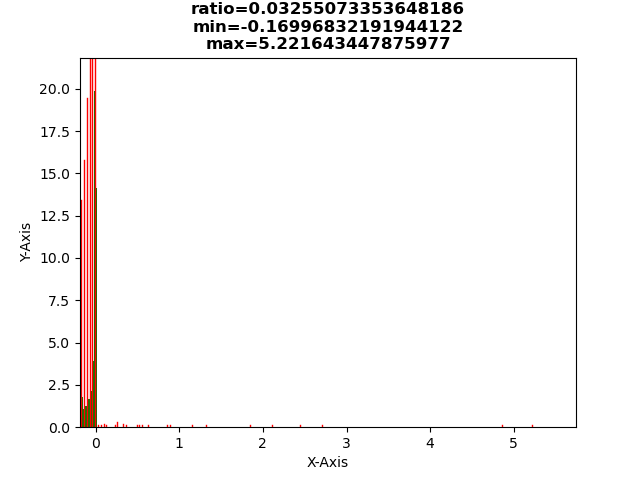 ratio=0.03255073353648186
min=-0.16996832191944122
max=5.221643447875977
20.0
17.5
15.0
12.5
10.0
7.5
5.0
2.5
0.0
Y-Axis
0 1 2 3 4 5
X-Axis